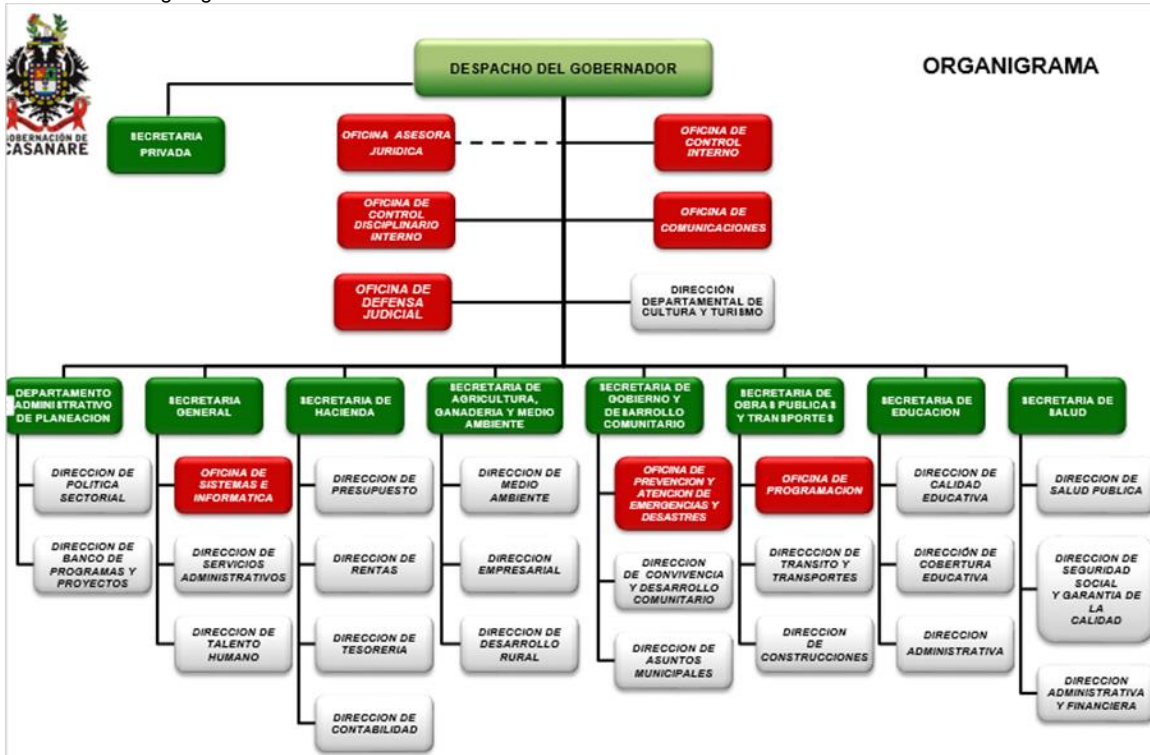 DESPACHO DEL GOBERNADOR
ORGANIGRAMA
GOBERNACIÓN DE
CASANARE
SECRETARIA
PRIVADA
OFICINA ASESORA
JURIDICA
OFICINA DE
CONTROL
INTERNO
OFICINA DE
CONTROL
DISCIPLINARIO
INTERNO
OFICINA DE
COMUNICACIONES
OFICINA DE
DEFENSA
JUDICIAL
DIRECCIÓN
DEPARTAMENTAL DE
CULTURA Y TURISMO
DEPARTAMENTO
ADMINISTRATIVO
DE PLANEACION
SECRETARIA
GENERAL
SECRETARIA DE
HACIENDA
SECRETARIA DE
AGRICULTURA,
GANADERIA Y MEDIO
AMBIENTE
SECRETARIA DE
GOBIERNO Y
DESARROLLO
COMUNITARIO
SECRETARIA DE
OBRAS PUBLICAS
Y TRANSPORTES
SECRETARIA DE
EDUCACION
SECRETARIA DE
SALUD
DIRECCION DE
POLITICA
SECTORIAL
OFICINA DE
SISTEMAS E
INFORMATICA
DIRECCION DE
PRESUPUESTO
DIRECCION DE
MEDIO
AMBIENTE
OFICINA DE
PREVENCION Y
ATENCION DE
EMERGENCIAS Y
DESASTRES
OFICINA DE
PROGRAMACION
DIRECCION DE
CALIDAD
EDUCATIVA
DIRECCION DE
SALUD PUBLICA
DIRECCION DE
BANCO DE
PROGRAMAS Y
PROYECTOS
DIRECCION DE
SERVICIOS
ADMINISTRATIVOS
DIRECCION DE
RENTAS
DIRECCION
EMPRESARIAL
DIRECCION
DE CONVIVENCIA
Y DESARROLLO
COMUNITARIO
DIRECCION DE
TRANSITO Y
TRANSPORTES
DIRECCIÓN DE
COBERTURA
EDUCATIVA
DIRECCION DE
SEGURIDAD
SOCIAL
Y GARANTIA DE
LA
CALIDAD
DIRECCION DE
TALENTO
HUMANO
DIRECCION DE
TESORERIA
DIRECCION DE
DESARROLLO
RURAL
DIRECCION DE
ASUNTOS
MUNICIPALES
DIRECCION
DE
CONSTRUCCIONES
DIRECCION
ADMINISTRATIVA
DIRECCION
ADMINISTRATIVA
Y FINANCIERA
DIRECCION DE
CONTABILIDAD